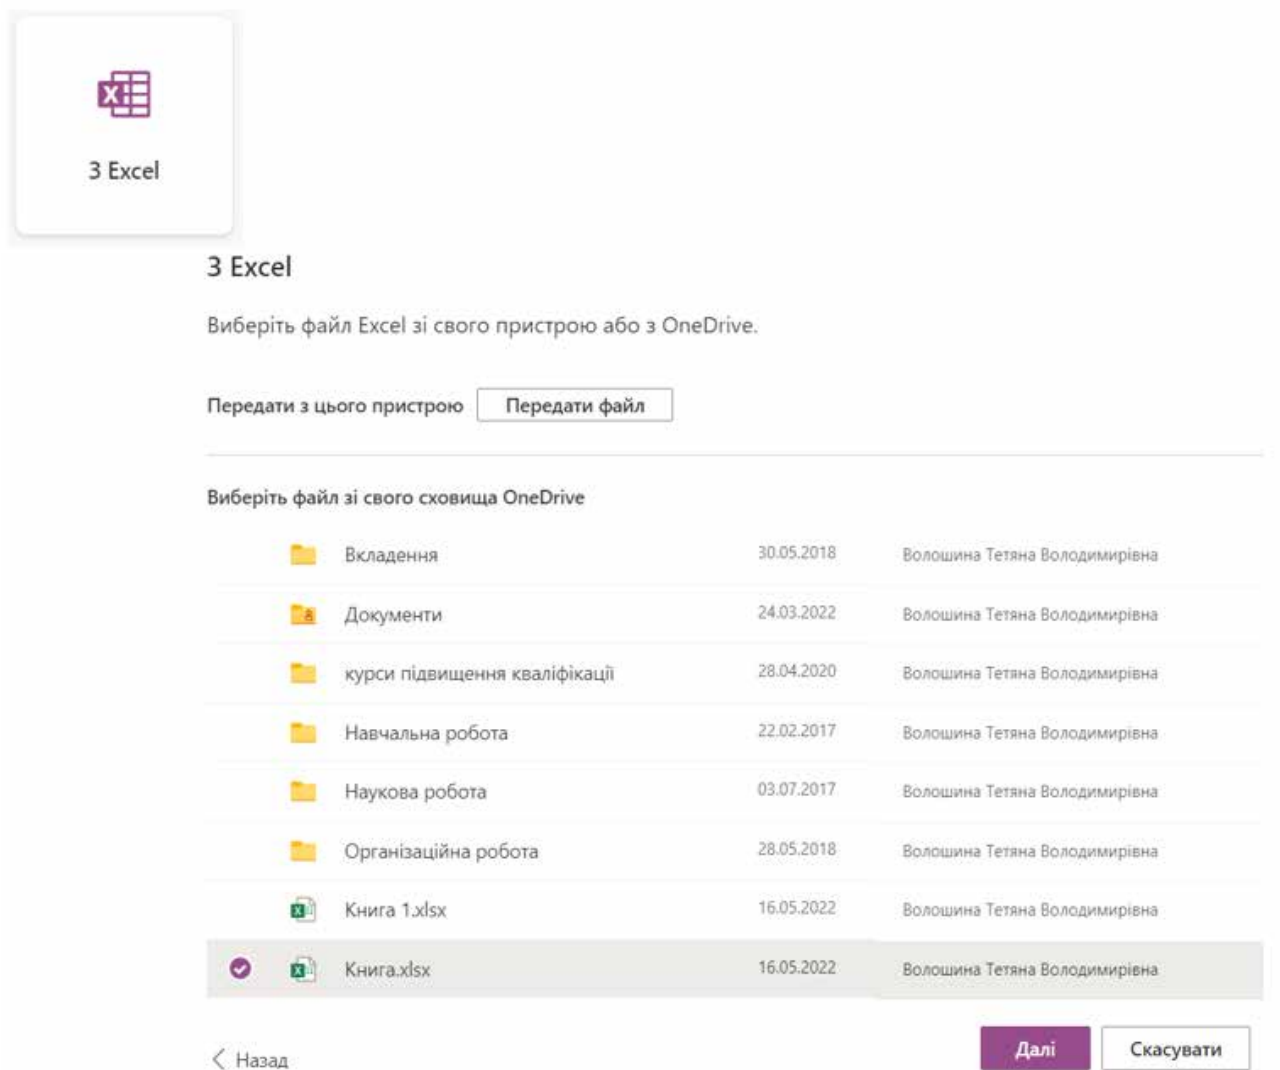 З Excel
З Excel
Виберіть файл Excel зі свого пристрою або з OneDrive.
Передати з цього пристрою Передати файл
Виберіть файл зі свого сховища OneDrive
Вкладення 30.05.2018 Волошина Тетяна Володимирівна
Документи 24.03.2022 Волошина Тетяна Володимирівна
курси підвищення кваліфікації 28.04.2020 Волошина Тетяна Володимирівна
Навчальна робота 22.02.2017 Волошина Тетяна Володимирівна
Наукова робота 03.07.2017 Волошина Тетяна Володимирівна
Організаційна робота 28.05.2018 Волошина Тетяна Володимирівна
Книга 1.xlsx 16.05.2022 Волошина Тетяна Володимирівна
Книга.xlsx 16.05.2022 Волошина Тетяна Володимирівна
Назад Далі Скасувати